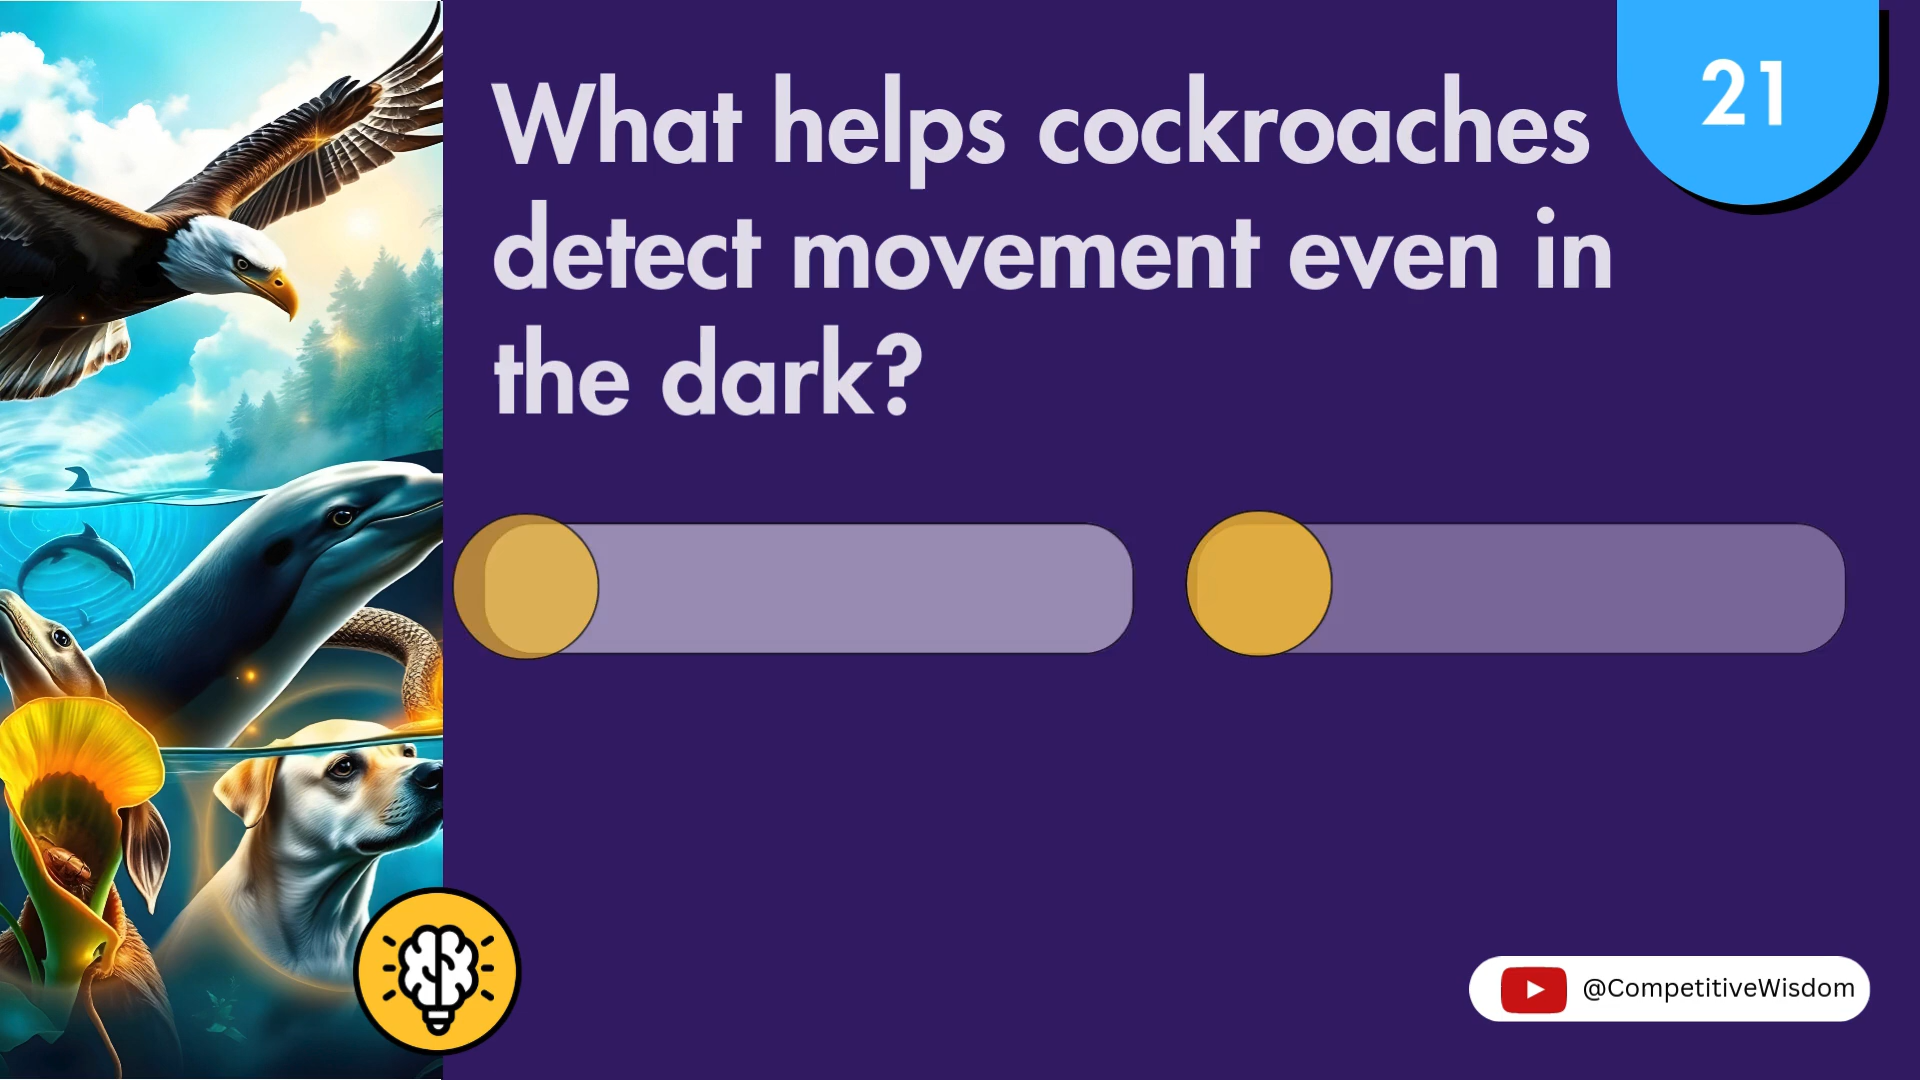 What helps cockroaches
detect movement even in
the dark?
21
@CompetitiveWisdom